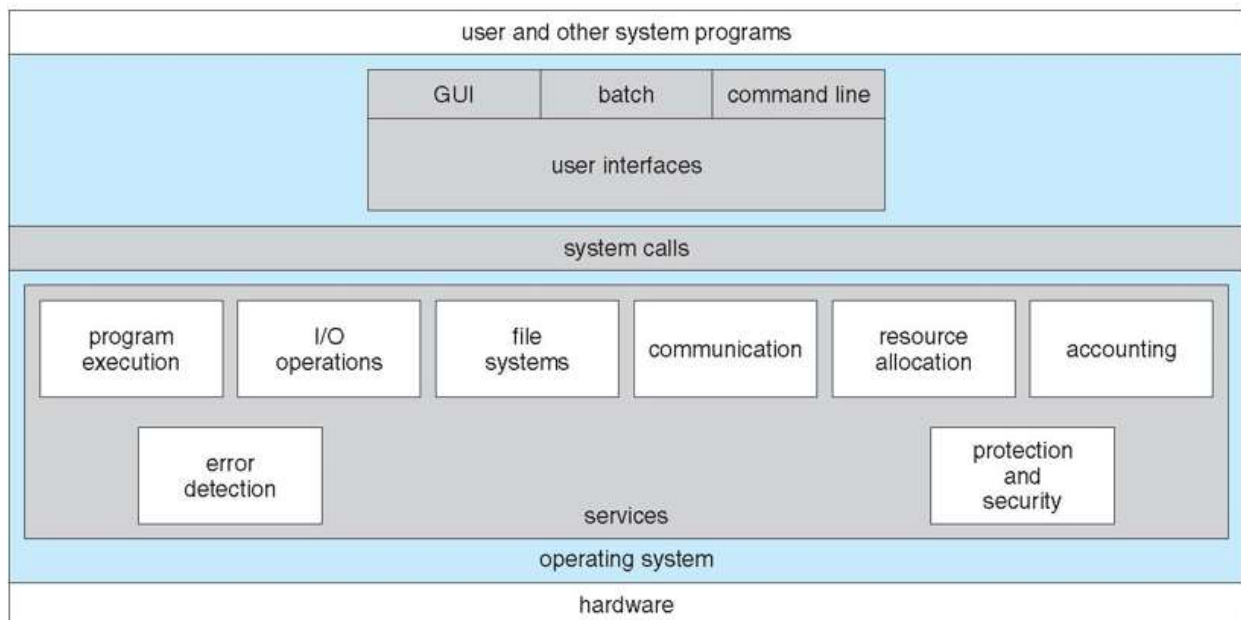 user and other system programs
GUI
batch
command line
user interfaces
system calls
program
execution
I/O
operations
file
systems
communication
resource
allocation
accounting
error
detection
protection
and
security
services
operating system
hardware